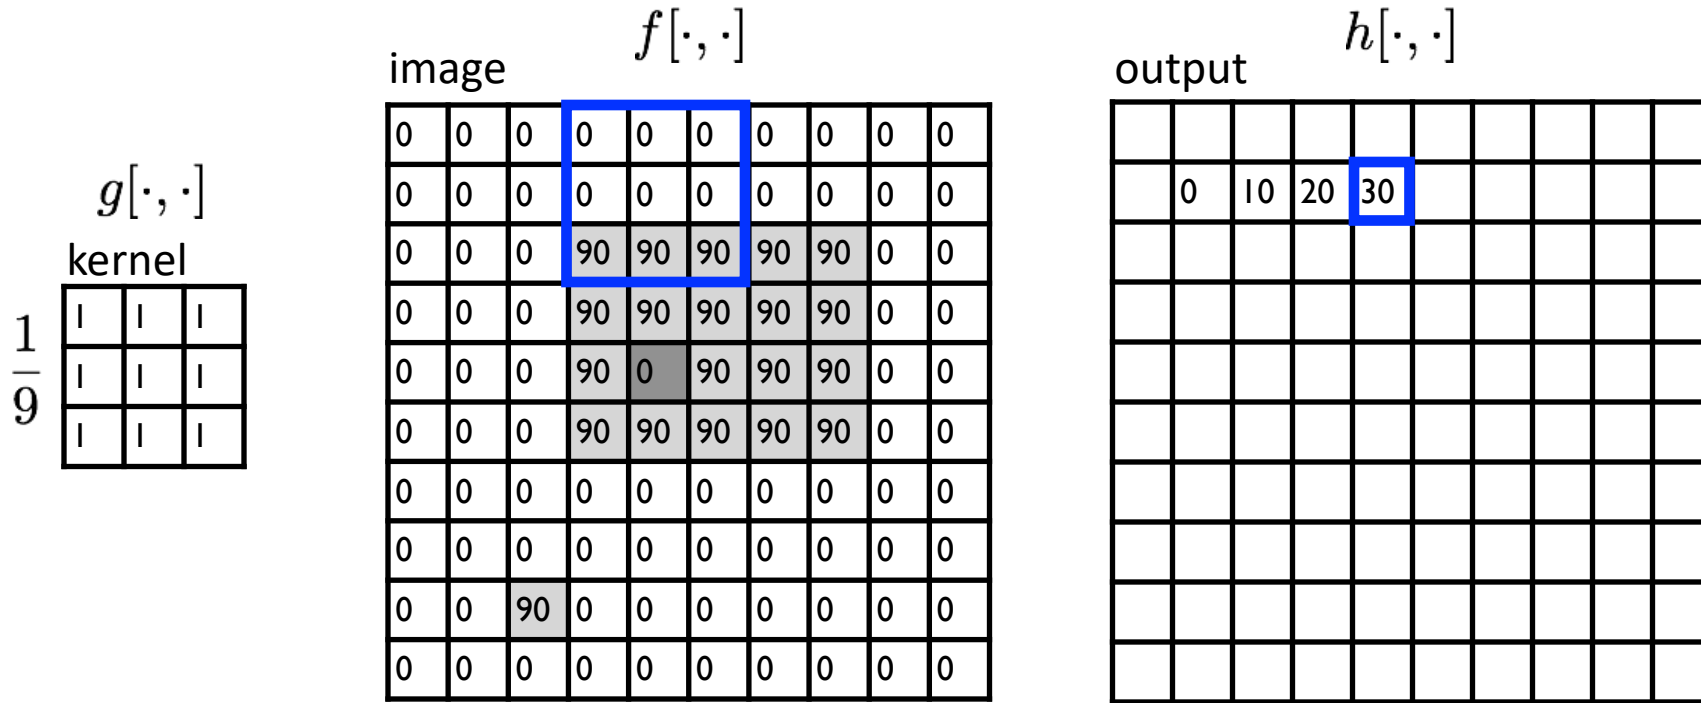 f[·, ·]
h[·, ·]
image
output
g[·, ·]
kernel
1
9
1 1 1
1 1 1
1 1 1
0 0 0 0 0 0 0 0 0 0
0 0 0 0 0 0 0 0 0 0
0 0 0 90 90 90 90 90 0 0
0 0 0 90 90 90 90 90 0 0
0 0 0 90 0 90 90 90 0 0
0 0 0 90 90 90 90 90 0 0
0 0 0 0 0 0 0 0 0 0
0 0 0 0 0 0 0 0 0 0
0 0 90 0 0 0 0 0 0 0
0 0 0 0 0 0 0 0 0 0
0 10 20 30